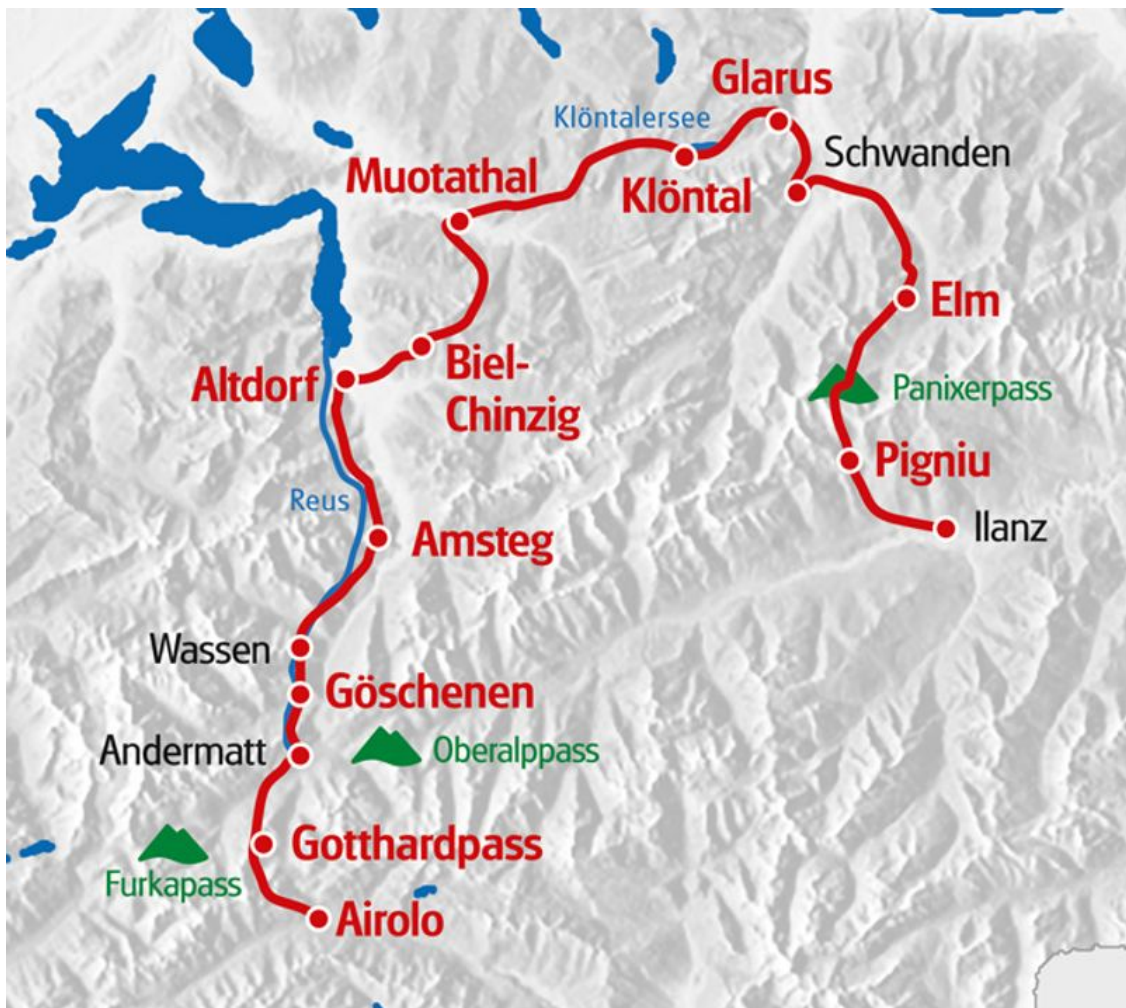 Glarus
Klöntalersee
Schwanden
Muotathal
Klöntal
Elm
Biel-
Chinzig
Altdorf
Panixerpass
Pigniu
Reus
Amsteg
Ilanz
Wassen
Göschenen
Andermatt
Oberalppass
Gotthardpass
Furkapass
Airolo